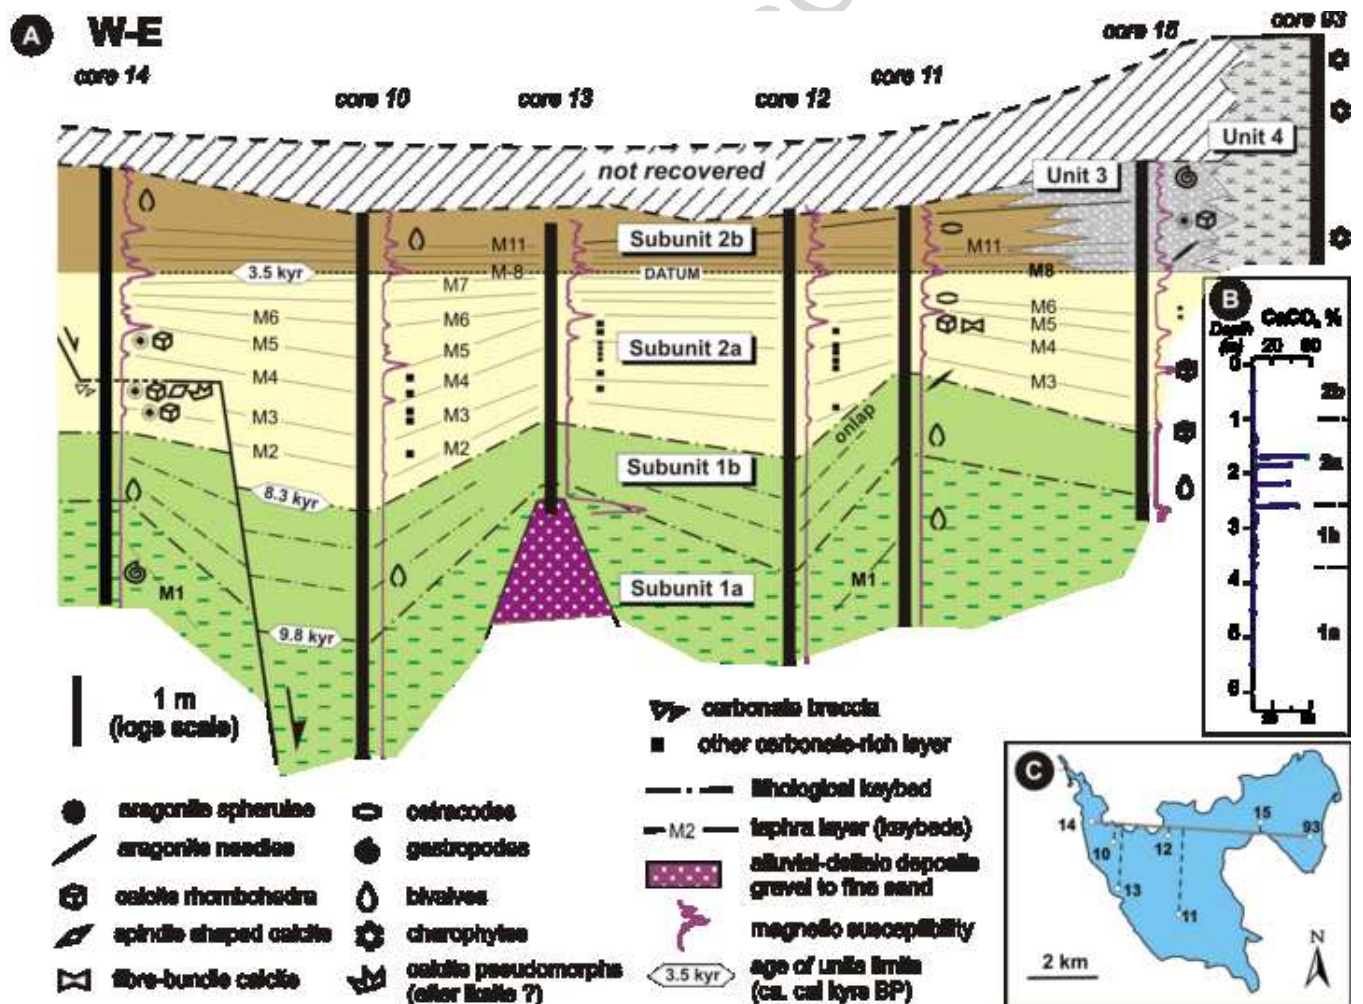 A W-E
core 14
core 10
core 13
core 12
core 11
core 15
core 93
not recovered
Unit 4
Unit 3
Subunit 2b
M11
M11
3.5 kyr
M-8
DATUM
M8
M7
M6
M6
M6
M5
M5
M5
Subunit 2a
M4
M4
M4
M3
M3
M3
M2
M2
onlap
8.3 kyr
Subunit 1b
M1
M1
Subunit 1a
9.8 kyr
1 m
(logs scale)
B
Depth
(m)
CaCO3 %
20 60
0
1
2
3
4
5
6
2b
2a
1b
1a
C
14
10
13
12
11
15
93
2 km
N
aragonite spherules
aragonite needles
calcite rhombohedra
spindle shaped calcite
fibre-bundle calcite
ostracodes
gastropodes
bivalves
charophytes
calcite pseudomorphs
(after ikaite ?)
carbonate breccia
other carbonate-rich layer
lithological keybed
M2 tephra layer (keybeds)
alluvial-deltaic deposits
gravel to fine sand
magnetic susceptibility
3.5 kyr age of units limits
(ca. cal kyrs BP)